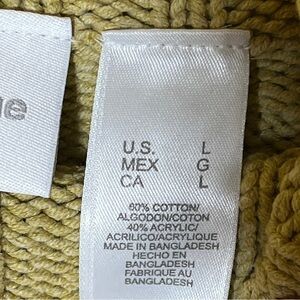 ue
U.S. L
MEX G
CA L
60% COTTON/
ALGODON/COTON
40% ACRYLIC/
ACRILICO/ACRYLIQUE
MADE IN BANGLADESH
HECHO EN
BANGLADESH
FABRIQUE AU
BANGLADESH